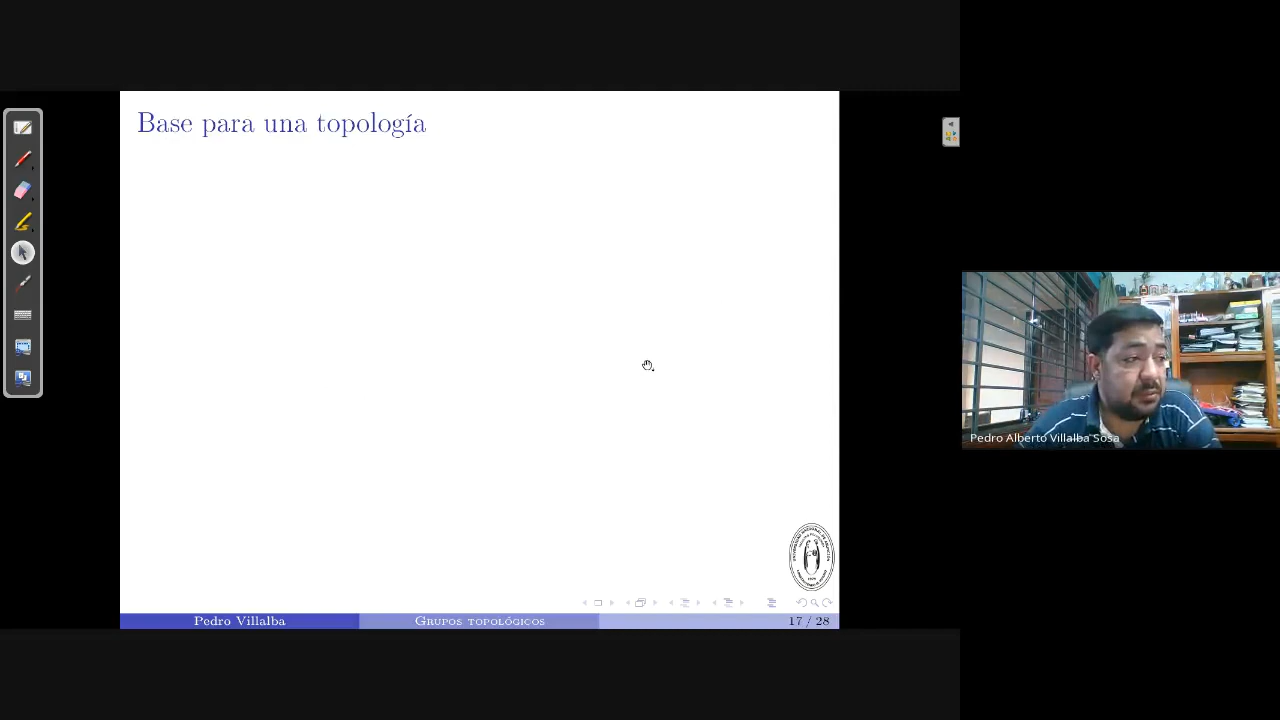 Base para una topología
Pedro Alberto Villalba Sosa
Pedro Villalba
Grupos topológicos
17 / 28